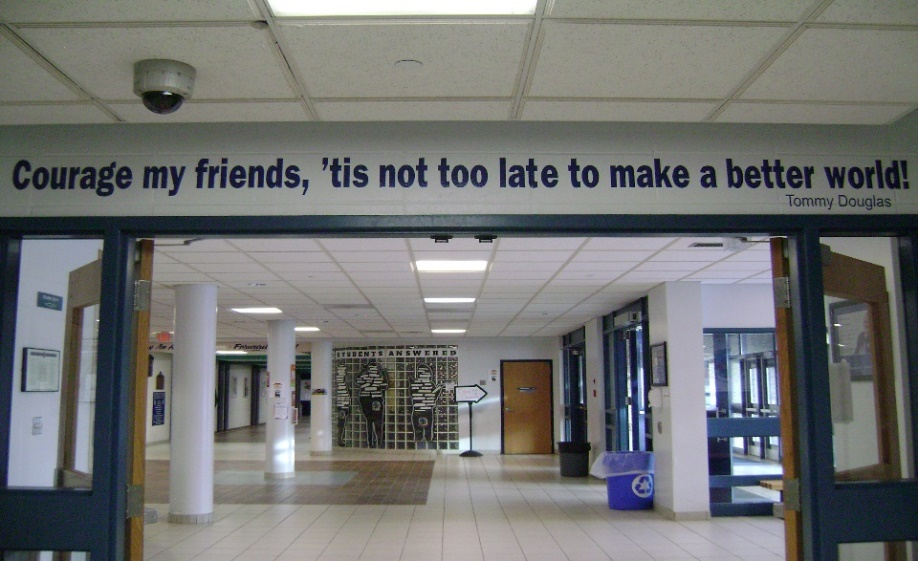 Courage my friends, 'tis not too late to make a better world!
Tommy Douglas
STUDENTS ANSWERED